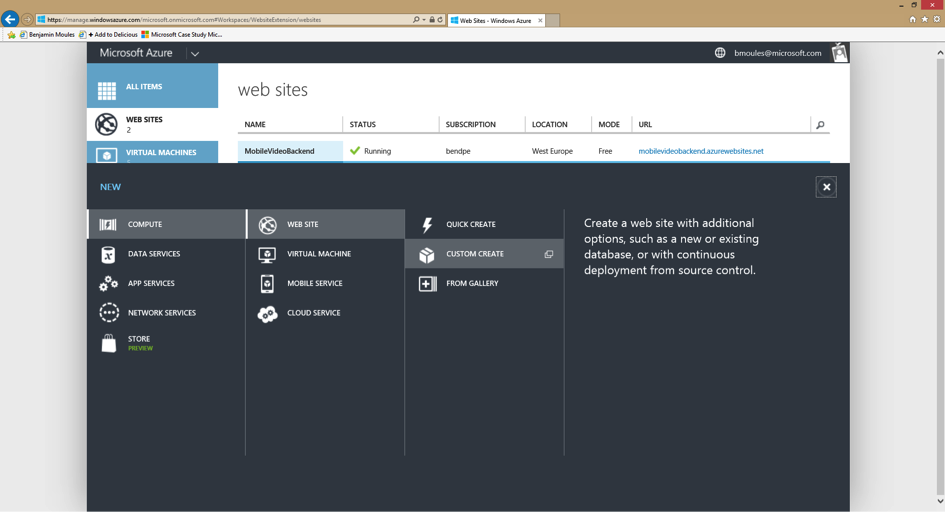 https://manage.windowsazure.com/microsoft.onmicrosoft.com#Workspaces/WebsiteExtension/websites
Web Sites - Windows Azure
Benjamin Moules
Add to Delicious
Microsoft Case Study Mic...
Microsoft Azure
bmoules@microsoft.com
ALL ITEMS
WEB SITES
2
VIRTUAL MACHINES
web sites
NAME STATUS SUBSCRIPTION LOCATION MODE URL
MobileVideoBackend Running bendpe West Europe Free mobilevideobackend.azurewebsites.net
NEW
COMPUTE
DATA SERVICES
APP SERVICES
NETWORK SERVICES
STORE
PREVIEW
WEB SITE
VIRTUAL MACHINE
MOBILE SERVICE
CLOUD SERVICE
QUICK CREATE
CUSTOM CREATE
FROM GALLERY
Create a web site with additional
options, such as a new or existing
database, or with continuous
deployment from source control.